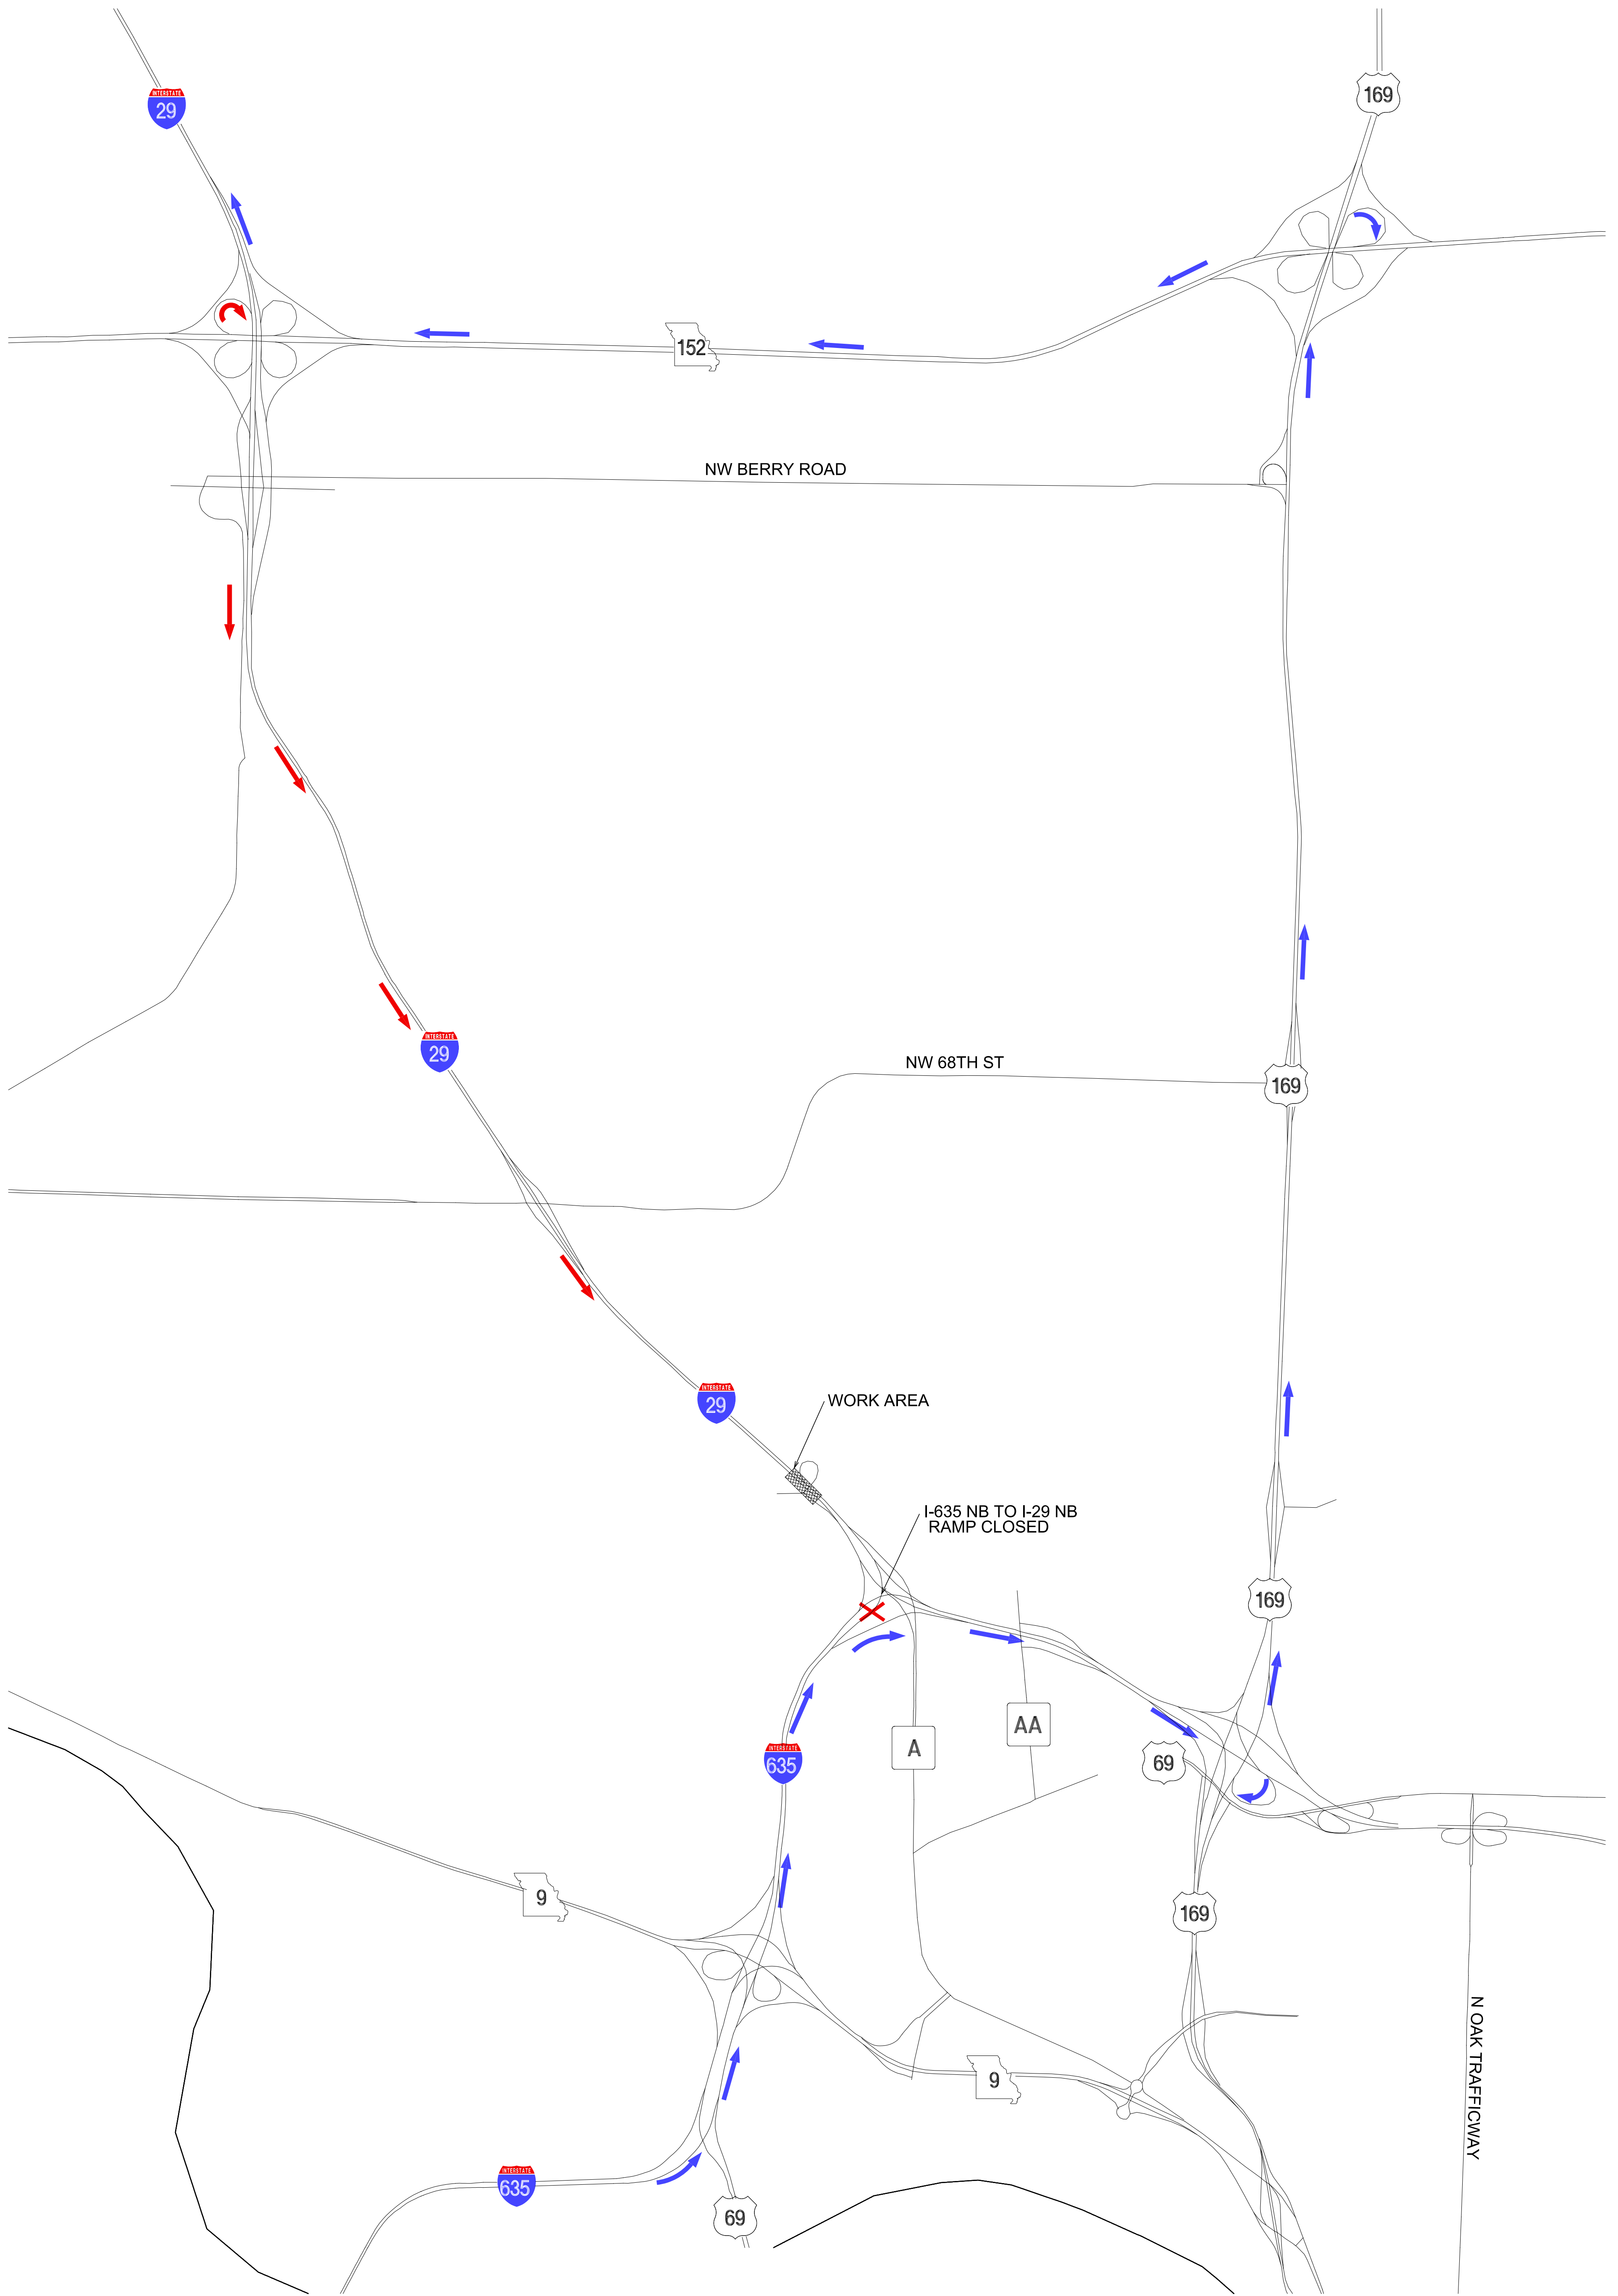 INTERSTATE
29
169
152
NW BERRY ROAD
INTERSTATE
29
NW 68TH ST
169
INTERSTATE
29
WORK AREA
I-635 NB TO I-29 NB
RAMP CLOSED
169
AA
A
INTERSTATE
635
69
9
169
N OAK TRAFFICWAY
9
INTERSTATE
635
69